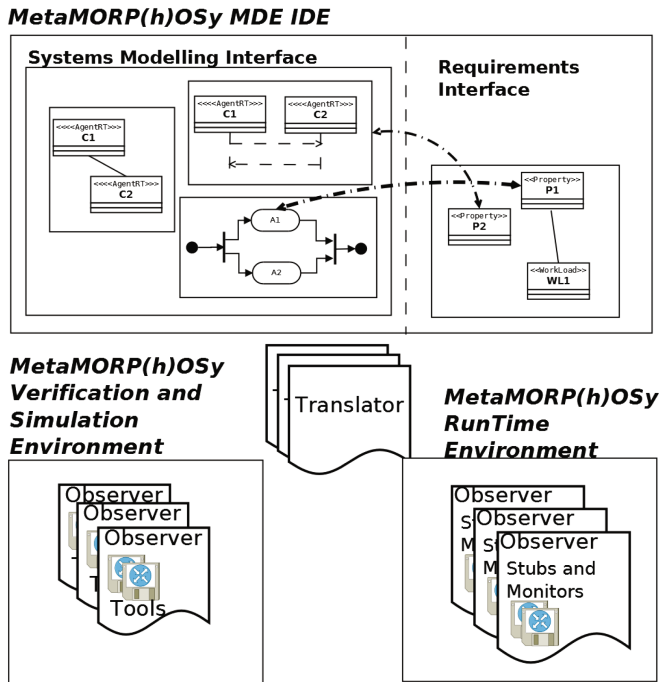 MetaMORP(h)OSy MDE IDE
Systems Modelling Interface
Requirements
Interface
<<<<AgentRT>>>
C1
<<<<AgentRT>>>
C2
<<<AgentRT>>>
C1
<<<AgentRT>>>
C2
A1
A2
<<Property>>
P1
<<Property>>
P2
<<WorkLoad>>
WL1
MetaMORP(h)OSy
Verification and
Simulation
Environment
Translator
MetaMORP(h)OSy
RunTime
Environment
Observer
Observer
Observer
Tools
Observer
Observer
Observer
Stubs and
Monitors